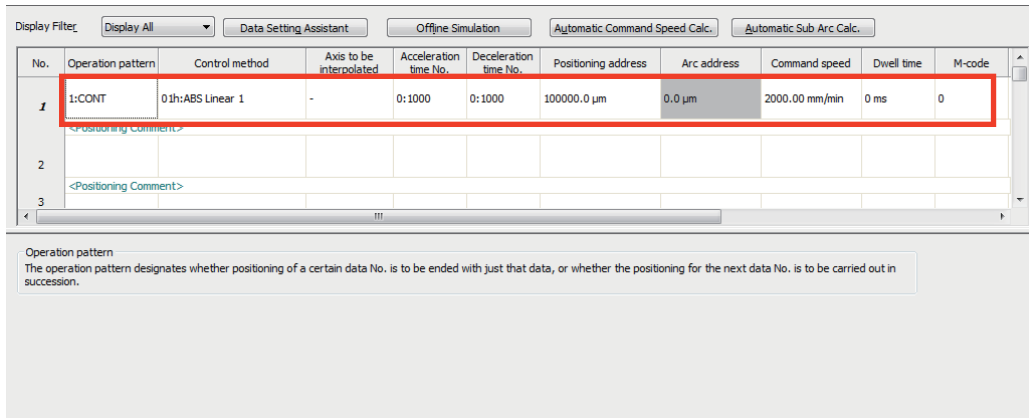 Display Filter Display All Data Setting Assistant Offline Simulation Automatic Command Speed Calc. Automatic Sub Arc Calc.
No. Operation pattern Control method Axis to be interpolated Acceleration time No. Deceleration time No. Positioning address Arc address Command speed Dwell time M-code
1 1:CONT 01h:ABS Linear 1 - 0:1000 0:1000 100000.0 µm 0.0 µm 2000.00 mm/min 0 ms 0
<Positioning Comment>
2
<Positioning Comment>
3
Operation pattern
The operation pattern designates whether positioning of a certain data No. is to be ended with just that data, or whether the positioning for the next data No. is to be carried out in
succession.